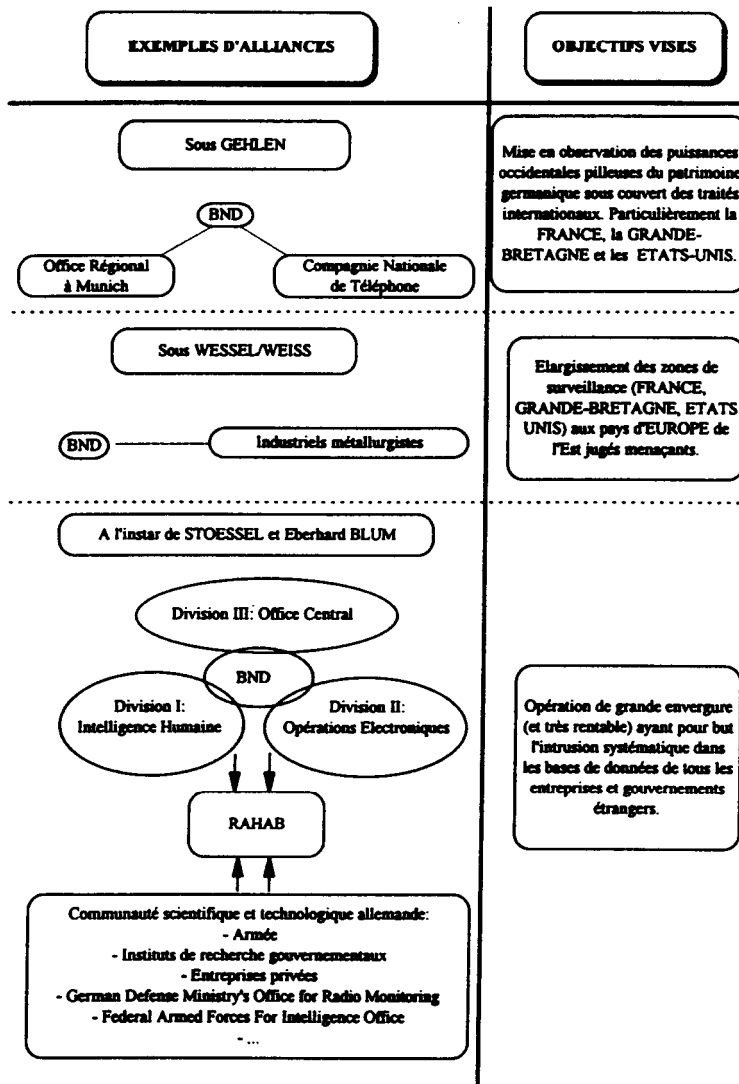 EXEMPLES D'ALLIANCES
OBJECTIFS VISES
Sous GEHLEN
BND
Office Régional
à Munich
Compagnie Nationale
de Téléphone
Mise en observation des puissances
occidentales pilleuses du patrimoine
germanique sous couvert des traités
internationaux. Particulièrement la
FRANCE, la GRANDE-
BRETAGNE et les ETATS-UNIS.
Sous WESSEL/WEISS
BND
Industriels métallurgistes
Elargissement des zones de
surveillance (FRANCE,
GRANDE-BRETAGNE, ETATS
UNIS) aux pays d'EUROPE de
l'Est jugés menaçants.
A l'instar de STOESSEL et Eberhard BLUM
Division III: Office Central
BND
Division I:
Intelligence Humaine
Division II:
Opérations Electroniques
RAHAB
Communauté scientifique et technologique allemande:
- Armée
- Instituts de recherche gouvernementaux
- Entreprises privées
- German Defense Ministry's Office for Radio Monitoring
- Federal Armed Forces For Intelligence Office
- ...
Opération de grande envergure
(et très rentable) ayant pour but
l'intrusion systématique dans
les bases de données de tous les
entreprises et gouvernements
étrangers.